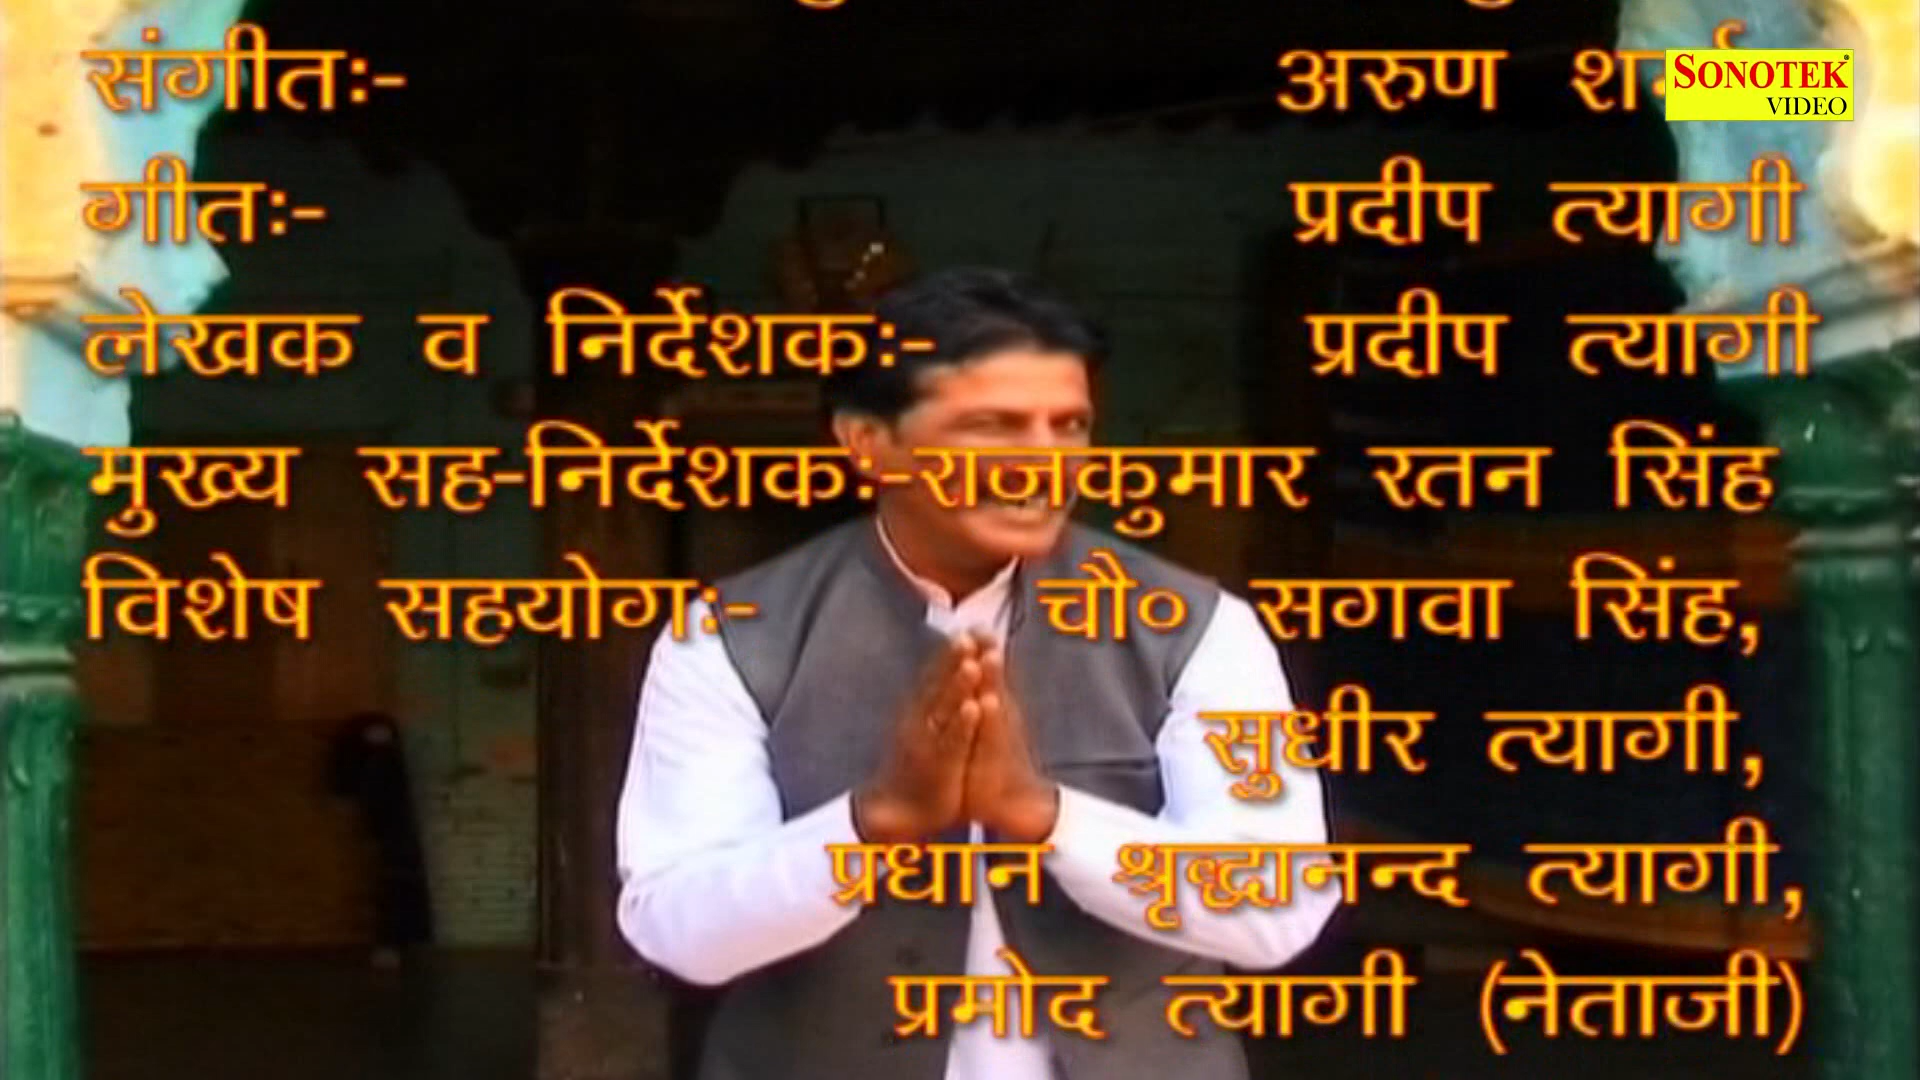 संगीतः- अरुण
SONOTEK
VIDEO
गीतः- प्रदीप त्यागी
लेखक व निर्देशकः- प्रदीप त्यागी
मुख्य सह-निर्देशकः-राजकुमार रतन सिंह
विशेष सहयोगः- चौ० सगवा सिंह,
सुधीर त्यागी,
प्रधान श्रृद्धानन्द त्यागी,
प्रमोद त्यागी (नेताजी)